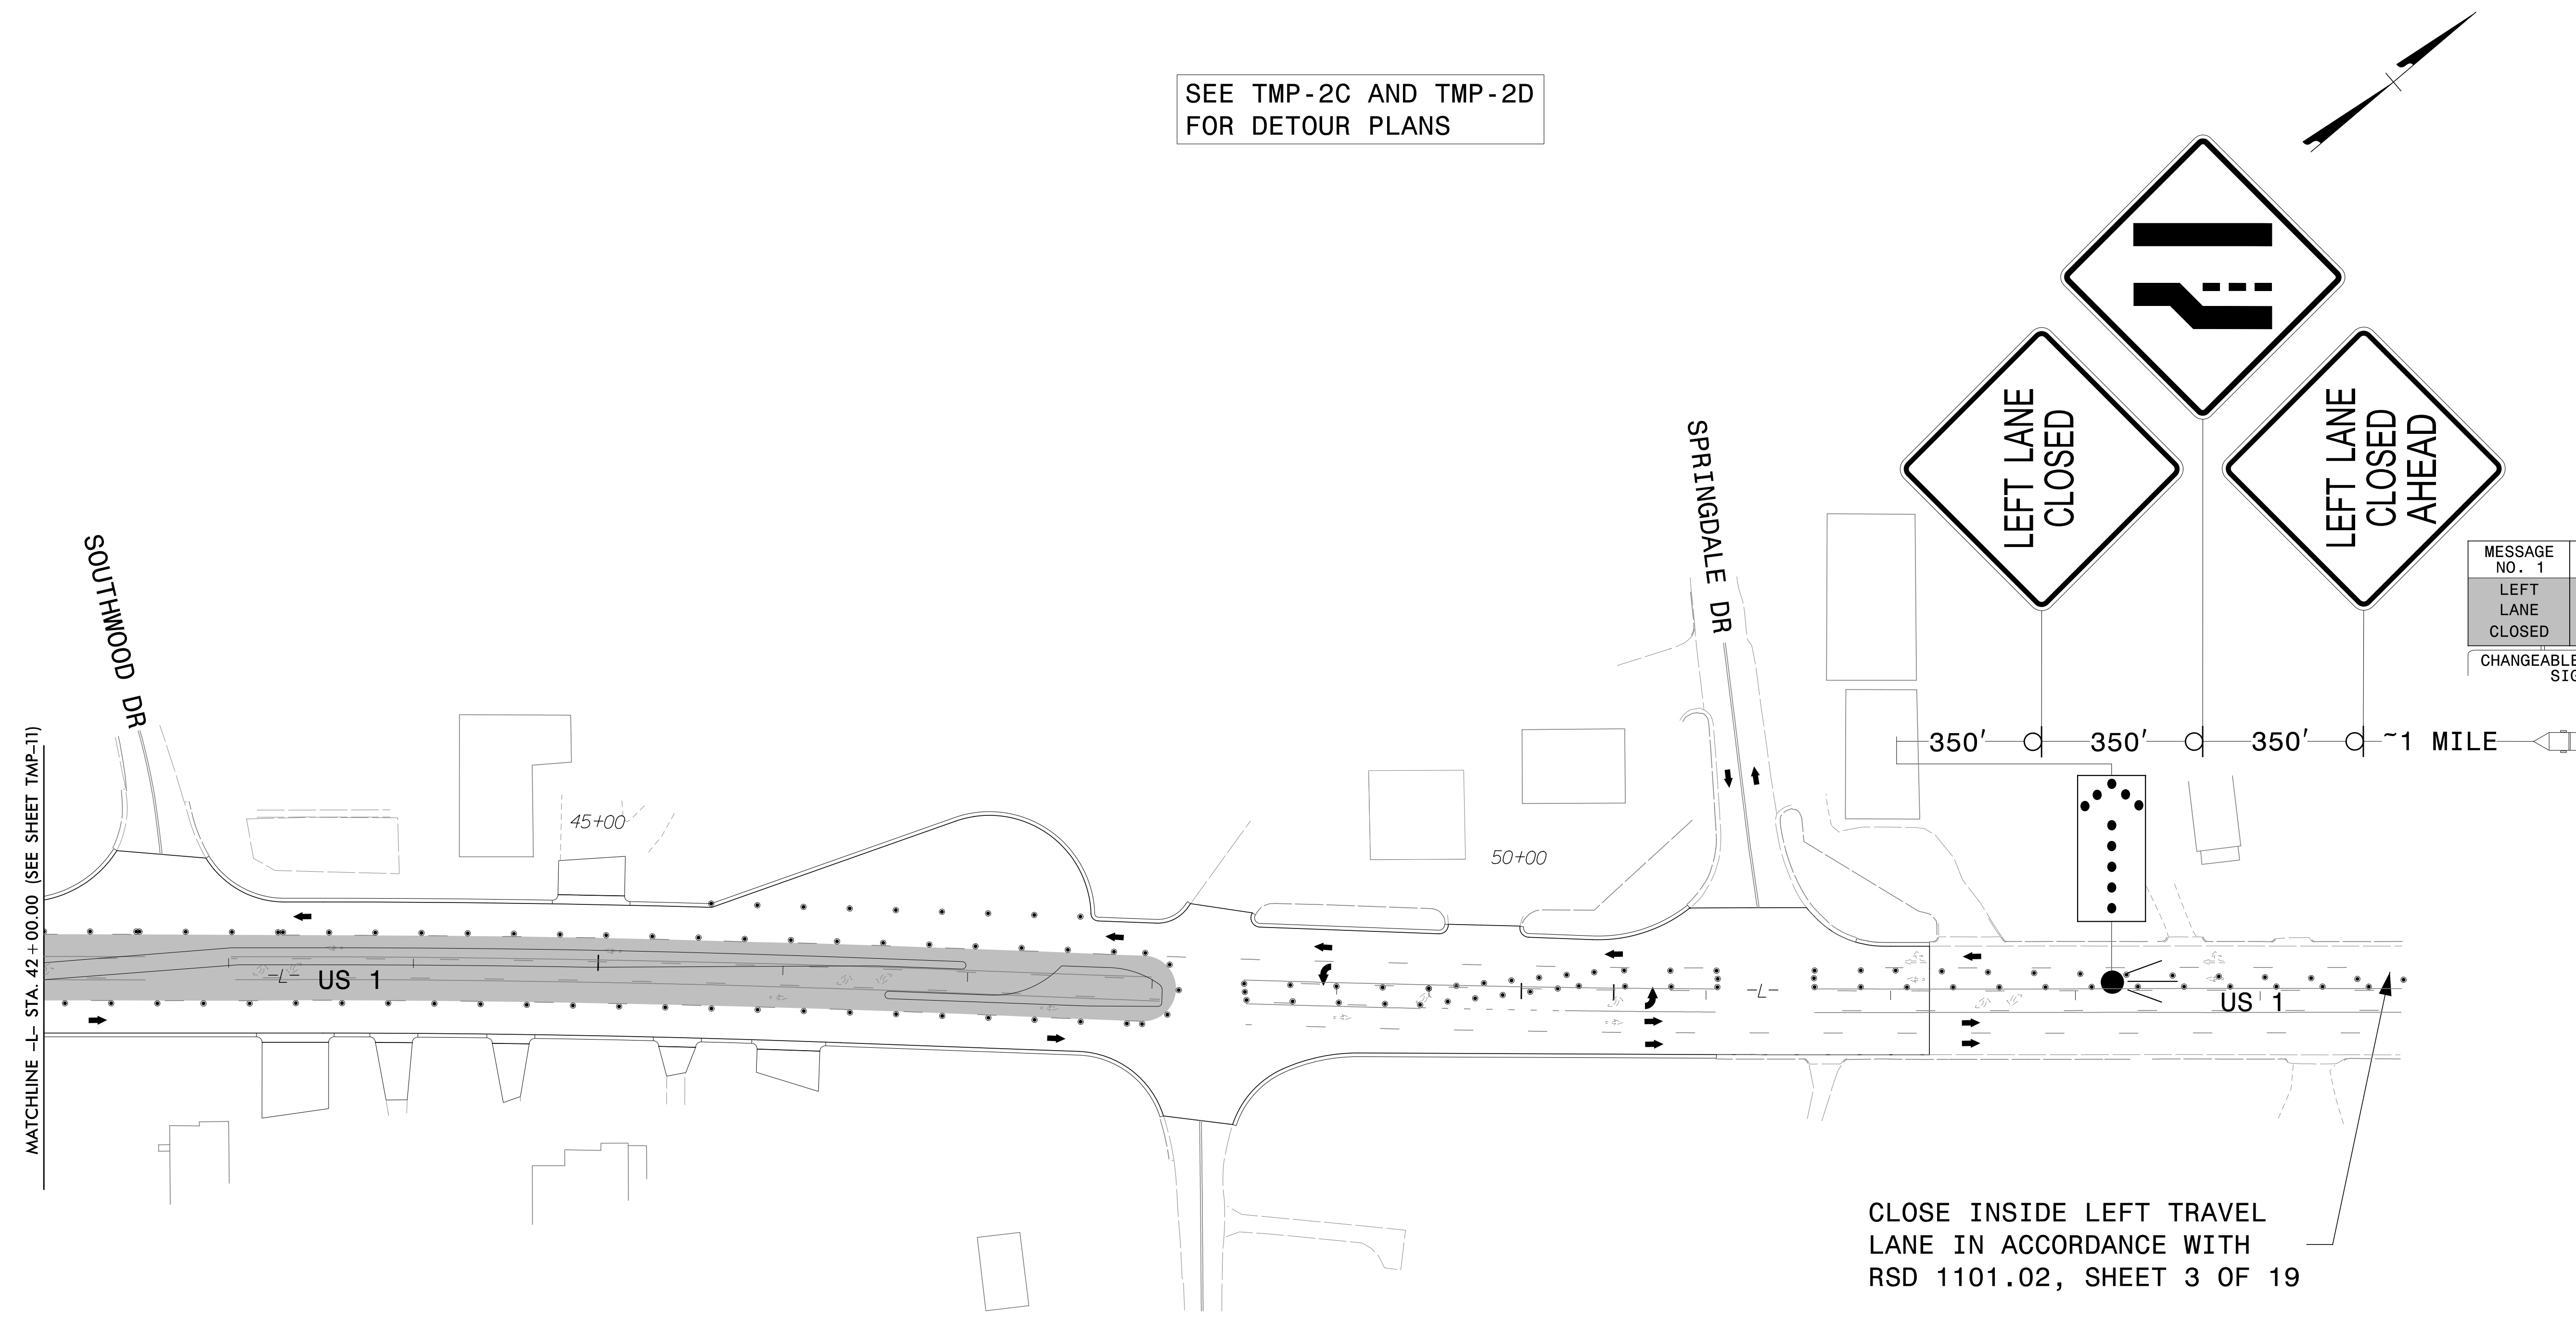 SEE TMP-2C AND TMP-2D
FOR DETOUR PLANS
LEFT LANE
CLOSED
LEFT LANE
CLOSED
AHEAD
MESSAGE
NO. 1
LEFT
LANE
CLOSED
CHANGEABLE
350' 350' 350' ~1 MILE
SOUTHWOOD DR
SPRINGDALE DR
MATCHLINE -L- STA. 42+00.00 (SEE SHEET TMP-11)
45+00
50+00
-L- US 1
-L-
US 1
CLOSE INSIDE LEFT TRAVEL
LANE IN ACCORDANCE WITH
RSD 1101.02, SHEET 3 OF 19